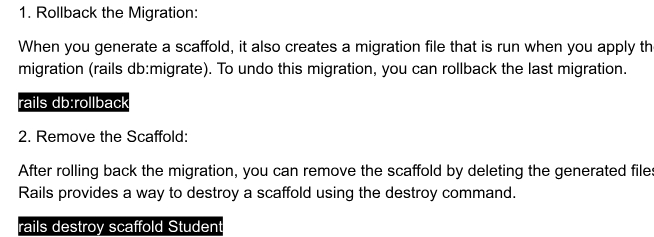 1. Rollback the Migration:
When you generate a scaffold, it also creates a migration file that is run when you apply th
migration (rails db:migrate). To undo this migration, you can rollback the last migration.
rails db:rollback
2. Remove the Scaffold:
After rolling back the migration, you can remove the scaffold by deleting the generated files
Rails provides a way to destroy a scaffold using the destroy command.
rails destroy scaffold Student